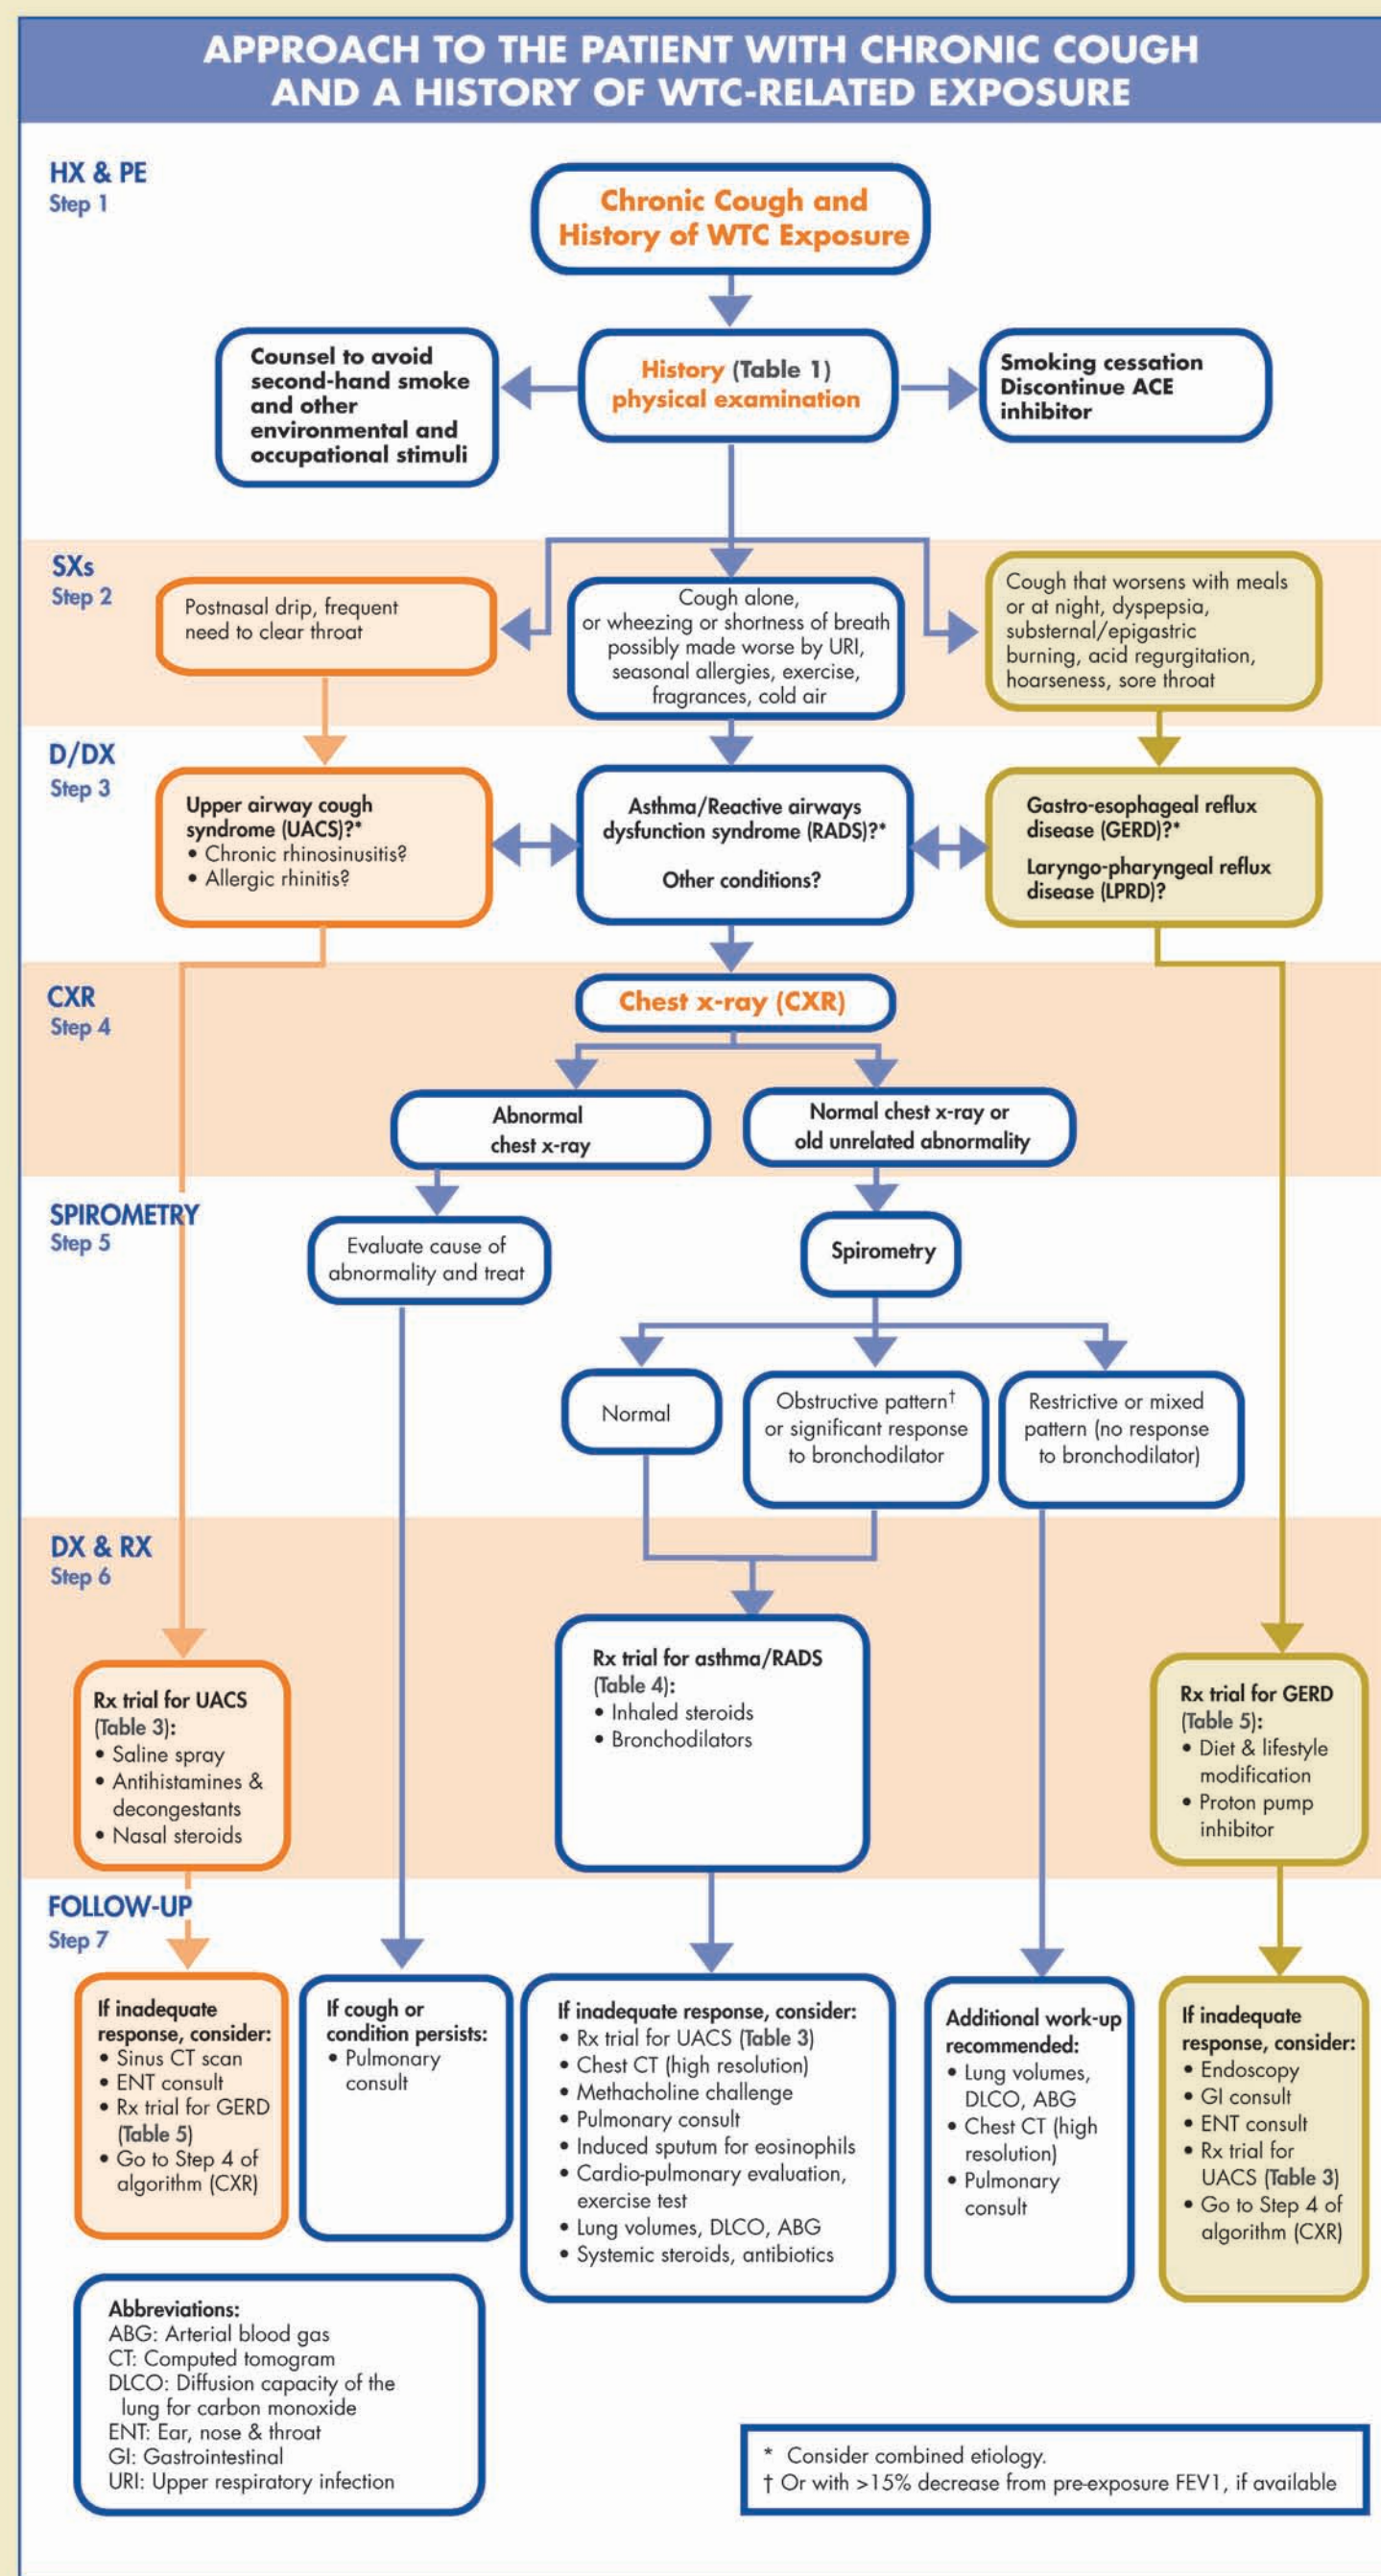 APPROACH TO THE PATIENT WITH CHRONIC COUGH
AND A HISTORY OF WTC-RELATED EXPOSURE
HX & PE
Step 1
Chronic Cough and
History of WTC Exposure
Counsel to avoid
second-hand smoke
and other
environmental and
occupational stimuli
History (Table 1)
physical examination
Smoking cessation
Discontinue ACE
inhibitor
SXs
Step 2
Postnasal drip, frequent
need to clear throat
Cough alone,
or wheezing or shortness of breath
possibly made worse by URI,
seasonal allergies, exercise,
fragrances, cold air
Cough that worsens with meals
or at night, dyspepsia,
substernal/epigastric
burning, acid regurgitation,
hoarseness, sore throat
D/DX
Step 3
Upper airway cough
syndrome (UACS)?*
• Chronic rhinosinusitis?
• Allergic rhinitis?
Asthma/Reactive airways
dysfunction syndrome (RADS)?*
Other conditions?
Gastro-esophageal reflux
disease (GERD)?*
Laryngo-pharyngeal reflux
disease (LPRD)?
CXR
Step 4
Chest x-ray (CXR)
Abnormal
chest x-ray
Normal chest x-ray or
old unrelated abnormality
SPIROMETRY
Step 5
Evaluate cause of
abnormality and treat
Spirometry
Normal
Obstructive pattern†
or significant response
to bronchodilator
Restrictive or mixed
pattern (no response
to bronchodilator)
DX & RX
Step 6
Rx trial for UACS
(Table 3):
• Saline spray
• Antihistamines &
decongestants
• Nasal steroids
Rx trial for asthma/RADS
(Table 4):
• Inhaled steroids
• Bronchodilators
Rx trial for GERD
(Table 5):
• Diet & lifestyle
modification
• Proton pump
inhibitor
FOLLOW-UP
Step 7
If inadequate
response, consider:
• Sinus CT scan
• ENT consult
• Rx trial for GERD
(Table 5)
• Go to Step 4 of
algorithm (CXR)
If cough or
condition persists:
• Pulmonary
consult
If inadequate response, consider:
• Rx trial for UACS (Table 3)
• Chest CT (high resolution)
• Methacholine challenge
• Pulmonary consult
• Induced sputum for eosinophils
• Cardio-pulmonary evaluation,
exercise test
• Lung volumes, DLCO, ABG
• Systemic steroids, antibiotics
Additional work-up
recommended:
• Lung volumes,
DLCO, ABG
• Chest CT (high
resolution)
• Pulmonary
consult
If inadequate
response, consider:
• Endoscopy
• GI consult
• ENT consult
• Rx trial for
UACS (Table 3)
• Go to Step 4 of
algorithm (CXR)
Abbreviations:
ABG: Arterial blood gas
CT: Computed tomogram
DLCO: Diffusion capacity of the
lung for carbon monoxide
ENT: Ear, nose & throat
GI: Gastrointestinal
URI: Upper respiratory infection
* Consider combined etiology.
† Or with >15% decrease from pre-exposure FEV1, if available